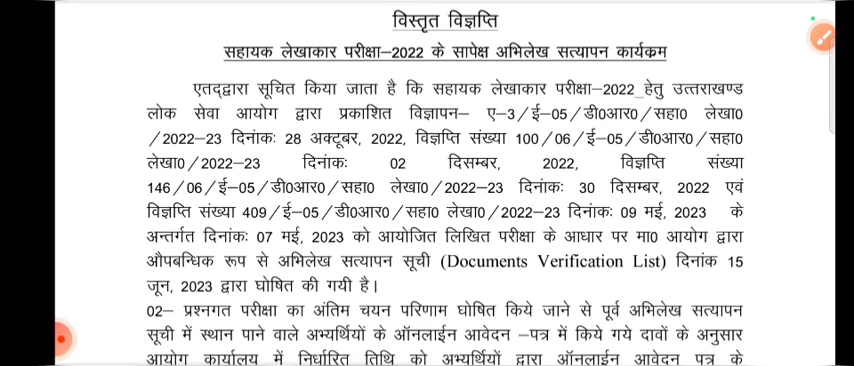 विस्तृत विज्ञप्ति
सहायक लेखाकार परीक्षा–2022 के सापेक्ष अभिलेख सत्यापन कार्यक्रम
एतद्द्वारा सूचित किया जाता है कि सहायक लेखाकार परीक्षा–2022 हेतु उत्तराखण्ड
लोक सेवा आयोग द्वारा प्रकाशित विज्ञापन– ए–3/ई–05/डी0आर0/सहा0 लेखा0
/2022–23 दिनांकः 28 अक्टूबर, 2022, विज्ञप्ति संख्या 100/06/ई–05/डी0आर0/सहा0
लेखा0/2022–23 दिनांकः 02 दिसम्बर, 2022, विज्ञप्ति संख्या
146/06/ई–05/डी0आर0/सहा0 लेखा0/2022–23 दिनांकः 30 दिसम्बर, 2022 एवं
विज्ञप्ति संख्या 409/ई–05/डी0आर0/सहा0 लेखा0/2022–23 दिनांकः 09 मई, 2023 के
अन्तर्गत दिनांकः 07 मई, 2023 को आयोजित लिखित परीक्षा के आधार पर मा0 आयोग द्वारा
औपबन्धिक रूप से अभिलेख सत्यापन सूची (Documents Verification List) दिनांक 15
जून, 2023 द्वारा घोषित की गयी है।
02– प्रश्नगत परीक्षा का अंतिम चयन परिणाम घोषित किये जाने से पूर्व अभिलेख सत्यापन
सूची में स्थान पाने वाले अभ्यर्थियों के ऑनलाईन आवेदन –पत्र में किये गये दावों के अनुसार
आयोग कार्यालय में निर्धारित तिथि को अभ्यर्थियों द्वारा ऑनलाईन आवेदन पत्र के